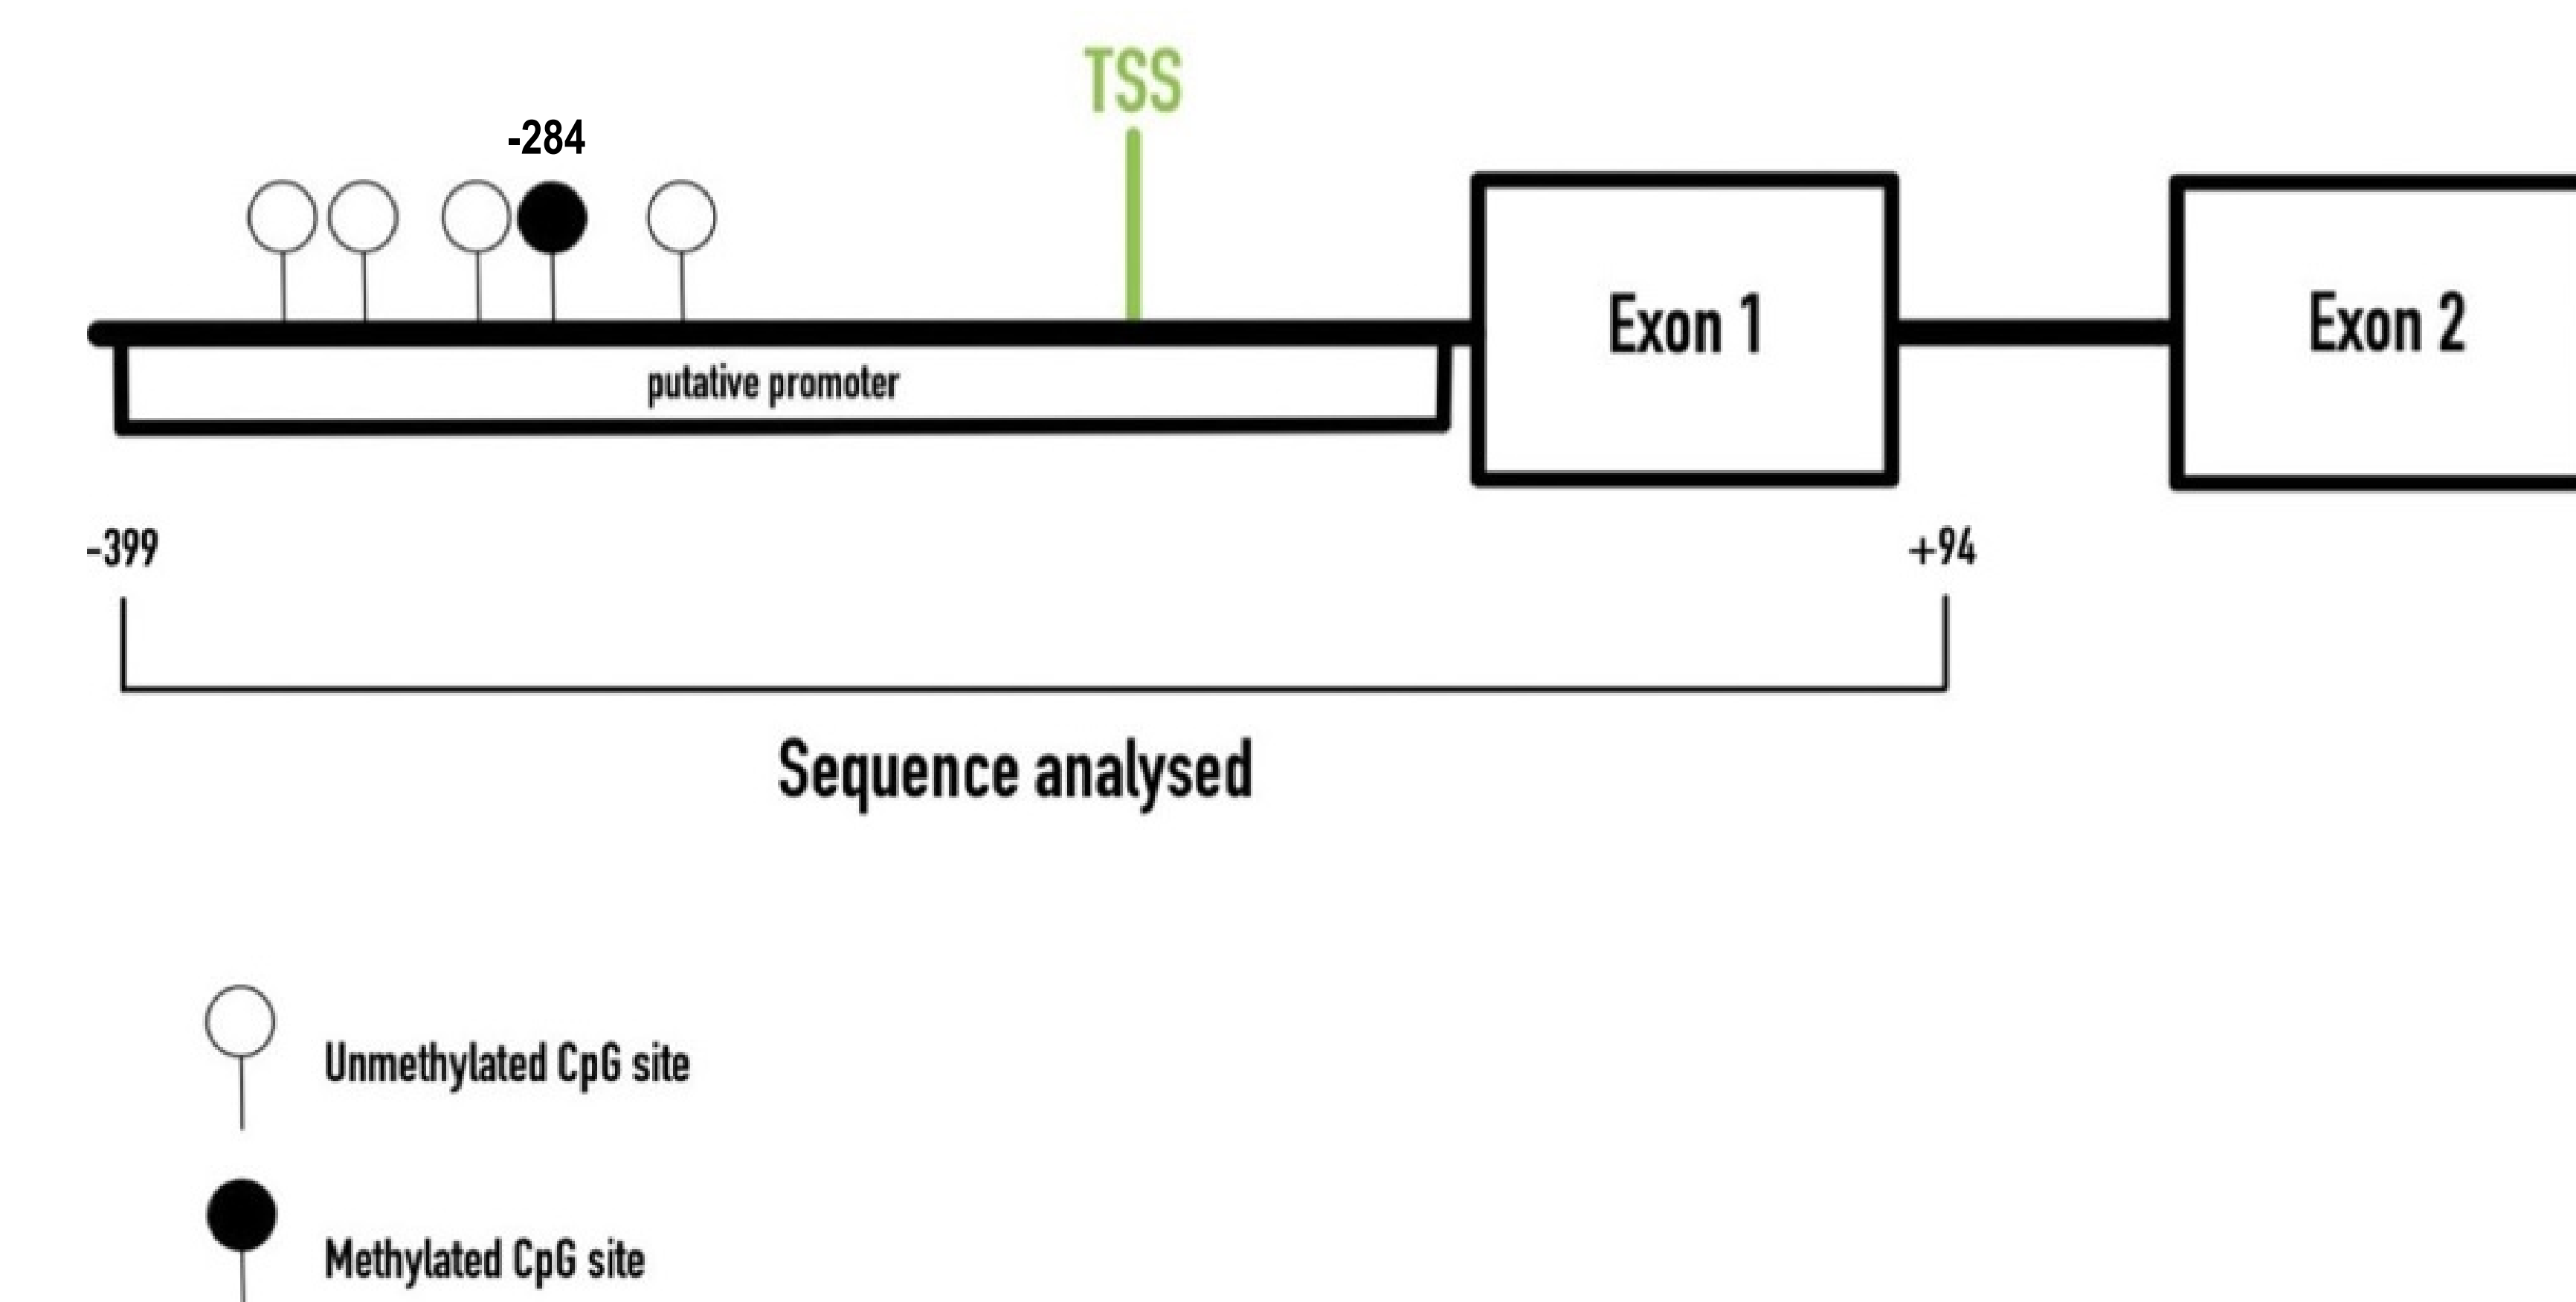 TSS
-284
Exon 1
Exon 2
putative promoter
-399
+94
Sequence analysed
Unmethylated CpG site
Methylated CpG site